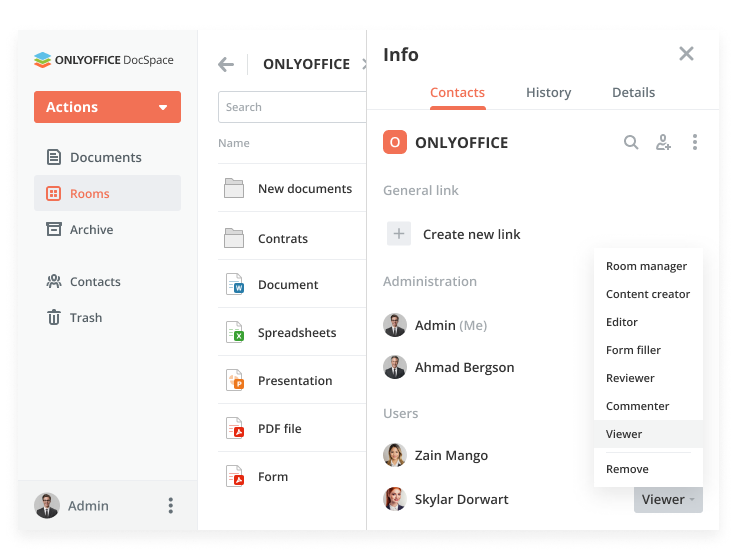 ONLYOFFICE DocSpace
Actions
Documents
Rooms
Archive
Contacts
Trash
Admin
ONLYOFFICE
Search
Name
New documents
Contrats
Document
Spreadsheets
Presentation
PDF file
Form
Info
Contacts History Details
O ONLYOFFICE
General link
Create new link
Administration
Admin (Me)
Ahmad Bergson
Users
Zain Mango
Skylar Dorwart
Room manager
Content creator
Editor
Form filler
Reviewer
Commenter
Viewer
Remove
Viewer